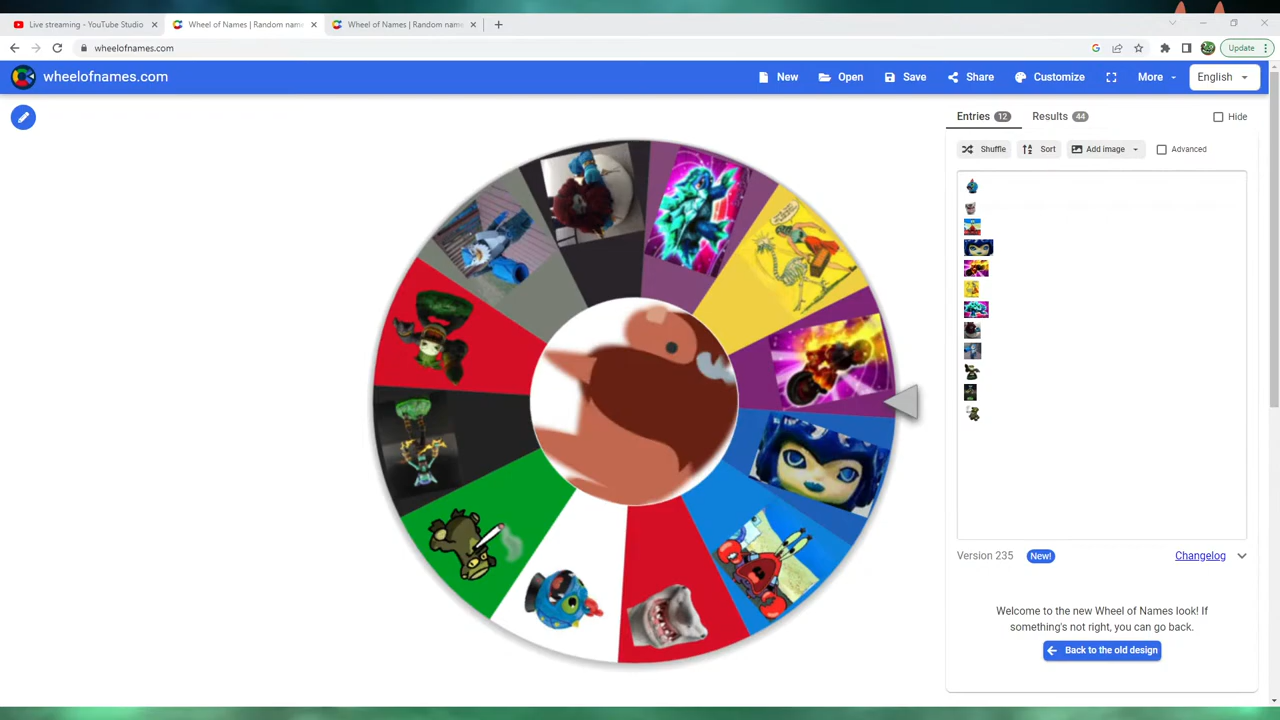 Live streaming - YouTube Studio
Wheel of Names | Random name
Wheel of Names | Random name
wheelofnames.com
Update
wheelofnames.com
New
Open
Save
Share
Customize
More
English
Entries 12
Results 44
Hide
Shuffle
Sort
Add image
Advanced
Version 235
New!
Changelog
Welcome to the new Wheel of Names look! If
something's not right, you can go back.
Back to the old design